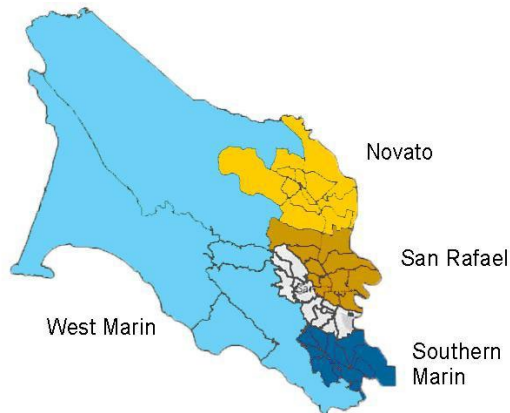 Novato
San Rafael
West Marin
Southern
Marin